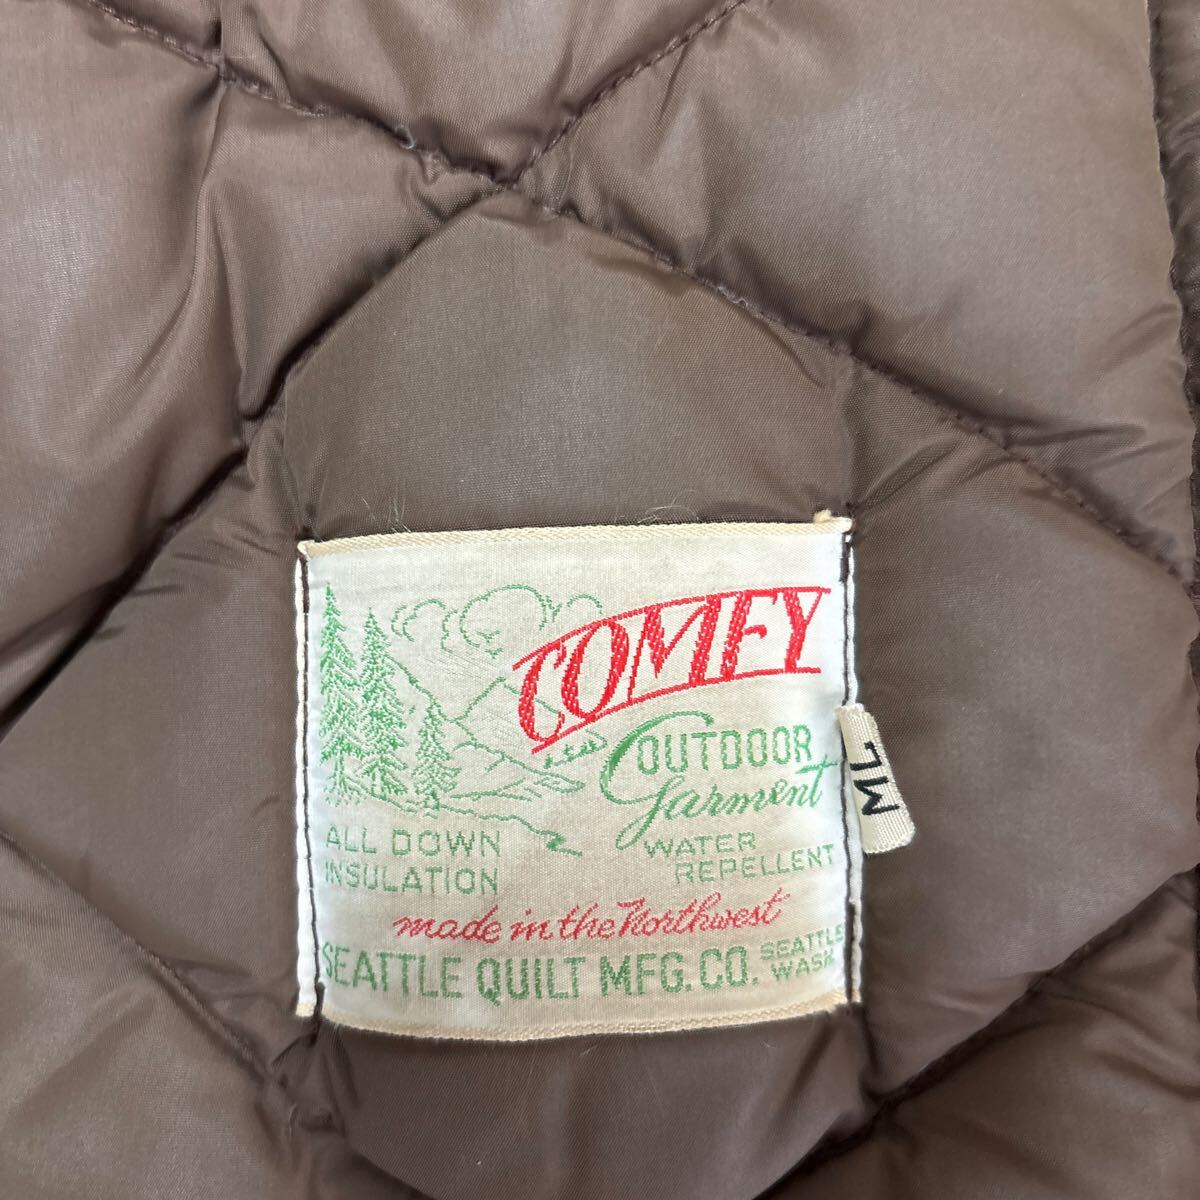 COMFY
OUTDOOR
Garment
ALL DOWN
INSULATION
WATER
REPELLENT
made in the Northwest
SEATTLE QUILT MFG. CO. SEATTLE WASH
ML